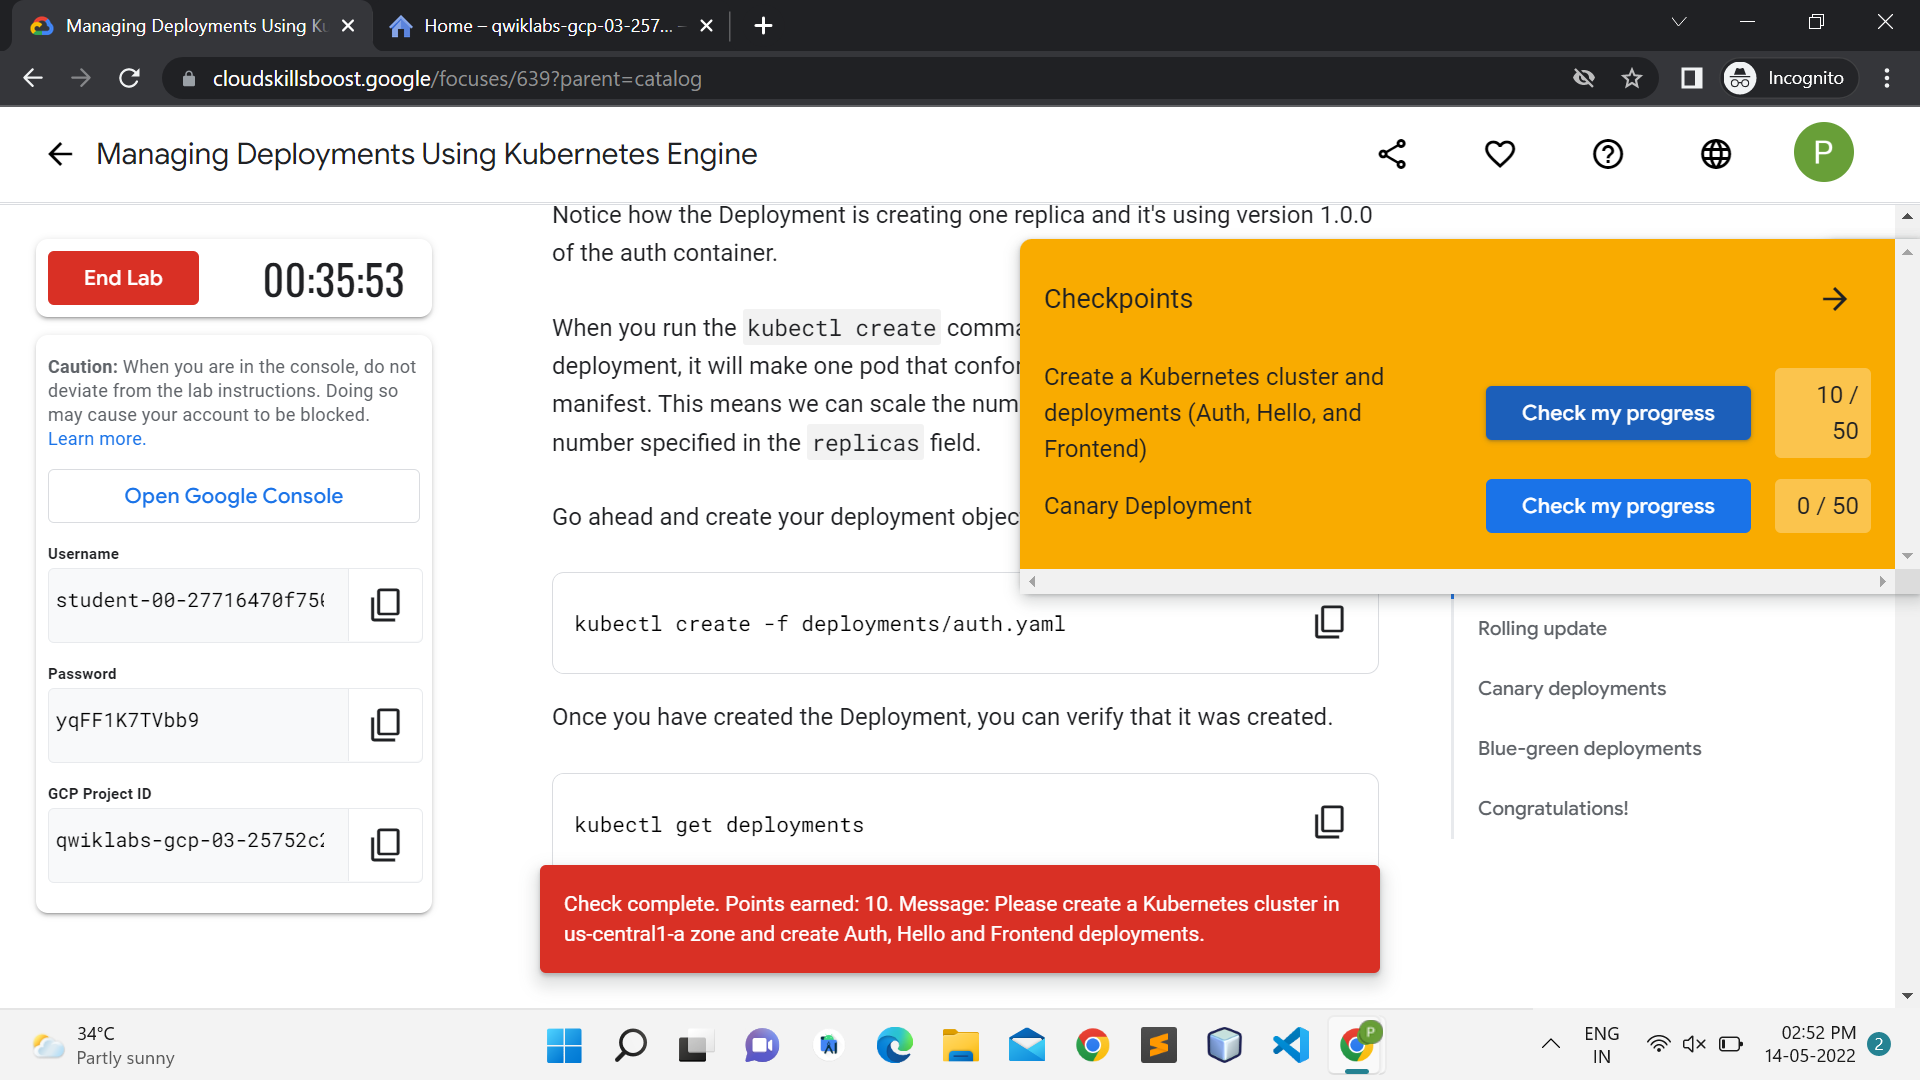 Managing Deployments Using Ku
Home – qwiklabs-gcp-03-257...
cloudskillsboost.google/focuses/639?parent=catalog
Incognito
Managing Deployments Using Kubernetes Engine
P
End Lab
00:35:53
Caution: When you are in the console, do not
deviate from the lab instructions. Doing so
may cause your account to be blocked.
Learn more.
Open Google Console
Username
student-00-27716470f750
Password
yqFF1K7TVbb9
GCP Project ID
qwiklabs-gcp-03-25752c2
Notice how the Deployment is creating one replica and it's using version 1.0.0
of the auth container.
When you run the kubectl create comma
deployment, it will make one pod that confor
manifest. This means we can scale the num
number specified in the replicas field.
Go ahead and create your deployment objec
kubectl create -f deployments/auth.yaml
Once you have created the Deployment, you can verify that it was created.
kubectl get deployments
Check complete. Points earned: 10. Message: Please create a Kubernetes cluster in
us-central1-a zone and create Auth, Hello and Frontend deployments.
Checkpoints
Create a Kubernetes cluster and
deployments (Auth, Hello, and
Frontend)
Check my progress
10 /
50
Canary Deployment
Check my progress
0 / 50
Rolling update
Canary deployments
Blue-green deployments
Congratulations!
34°C
Partly sunny
P
ENG
IN
02:52 PM
14-05-2022
2